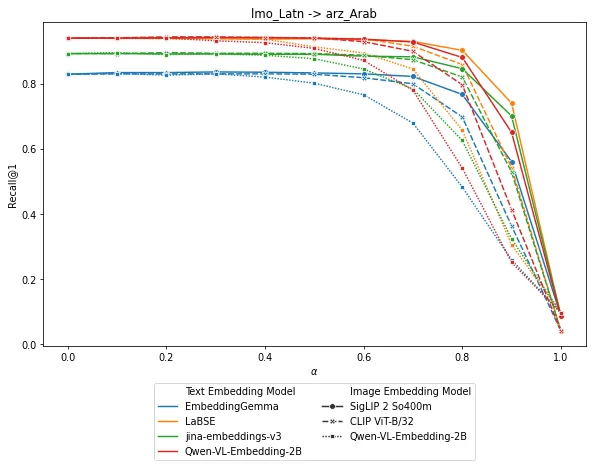 lmo_Latn -> arz_Arab
Recall@1
0.8
0.6
0.4
0.2
0.0
0.0 0.2 0.4 0.6 0.8 1.0
α
Text Embedding Model Image Embedding Model
EmbeddingGemma SigLIP 2 So400m
LaBSE CLIP ViT-B/32
jina-embeddings-v3 Qwen-VL-Embedding-2B
Qwen-VL-Embedding-2B